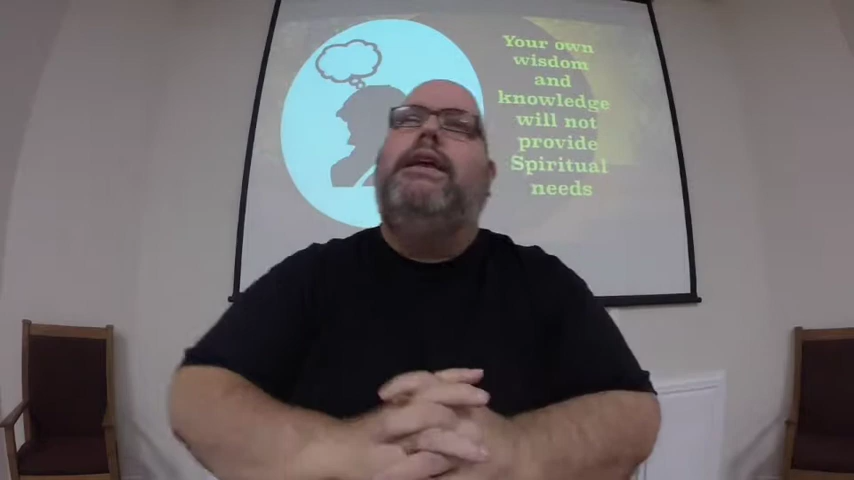 Your own
wisdom
and
knowledge
will not
provide
Spiritual
needs